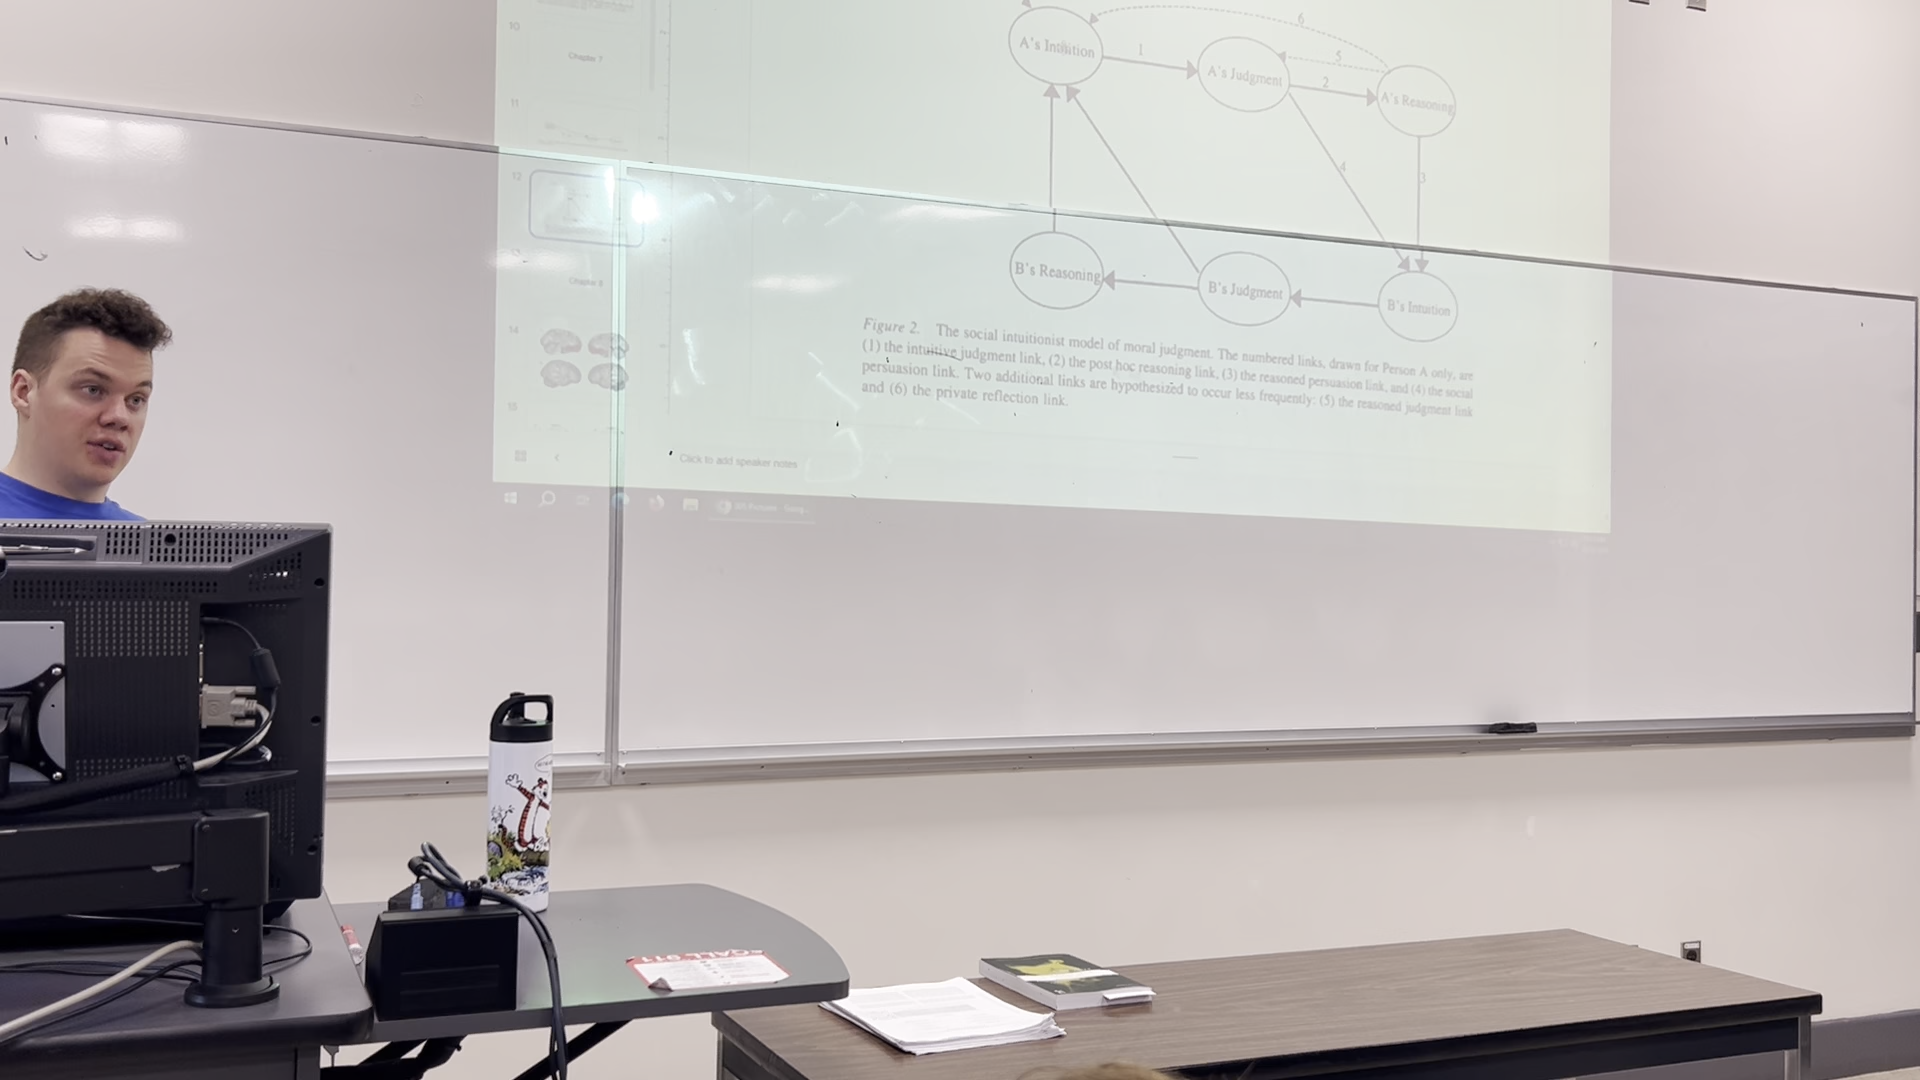 10
Chapter 7
11
12
Chapter 8
14
15
6
A's Intuition
1
A's Judgment
5
2
A's Reasoning
4
3
B's Reasoning
B's Judgment
B's Intuition
Figure 2. The social intuitionist model of moral judgment. The numbered links, drawn for Person A only, are
(1) the intuitive judgment link, (2) the post hoc reasoning link, (3) the reasoned persuasion link, and (4) the social
persuasion link. Two additional links are hypothesized to occur less frequently: (5) the reasoned judgment link
and (6) the private reflection link.
Click to add speaker notes
CALL 911